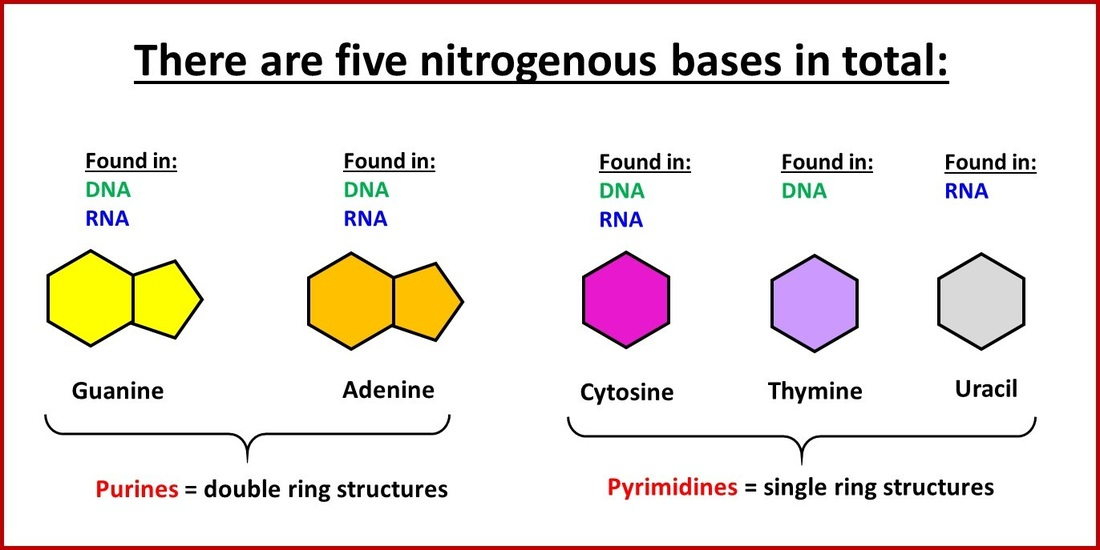 There are five nitrogenous bases in total:
Found in:
DNA
RNA
Guanine
Found in:
DNA
RNA
Adenine
Purines = double ring structures
Found in:
DNA
RNA
Cytosine
Found in:
DNA
Thymine
Found in:
RNA
Uracil
Pyrimidines = single ring structures